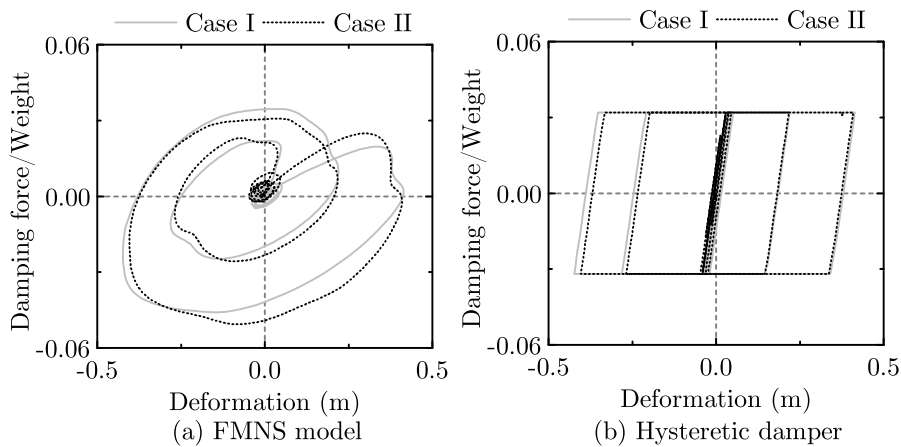 Case I Case II
0.06
0.00
-0.06
Damping force/Weight
-0.5 0.0 0.5
Deformation (m)
(a) FMNS model
Case I Case II
0.06
0.00
-0.06
Damping force/Weight
-0.5 0.0 0.5
Deformation (m)
(b) Hysteretic damper